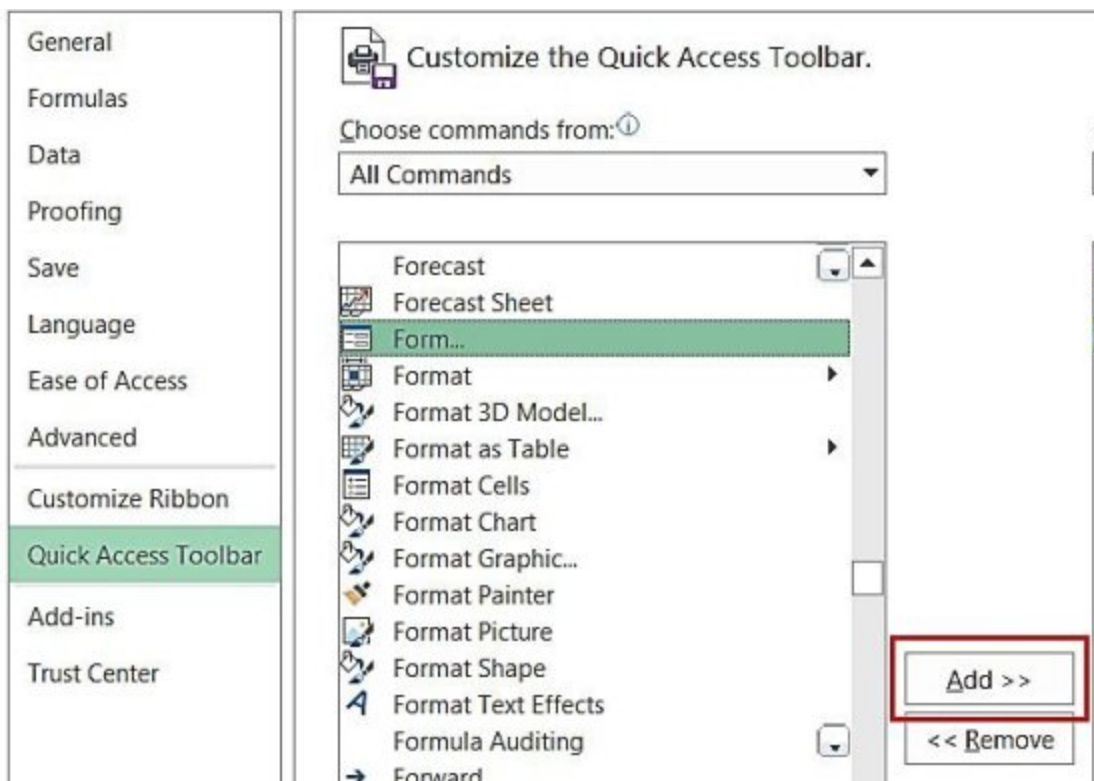 General
Formulas
Data
Proofing
Save
Language
Ease of Access
Advanced
Customize Ribbon
Quick Access Toolbar
Add-ins
Trust Center
Customize the Quick Access Toolbar.
Choose commands from:
All Commands
Forecast
Forecast Sheet
Form...
Format
Format 3D Model...
Format as Table
Format Cells
Format Chart
Format Graphic...
Format Painter
Format Picture
Format Shape
Format Text Effects
Formula Auditing
Forward
Add >>
<< Remove